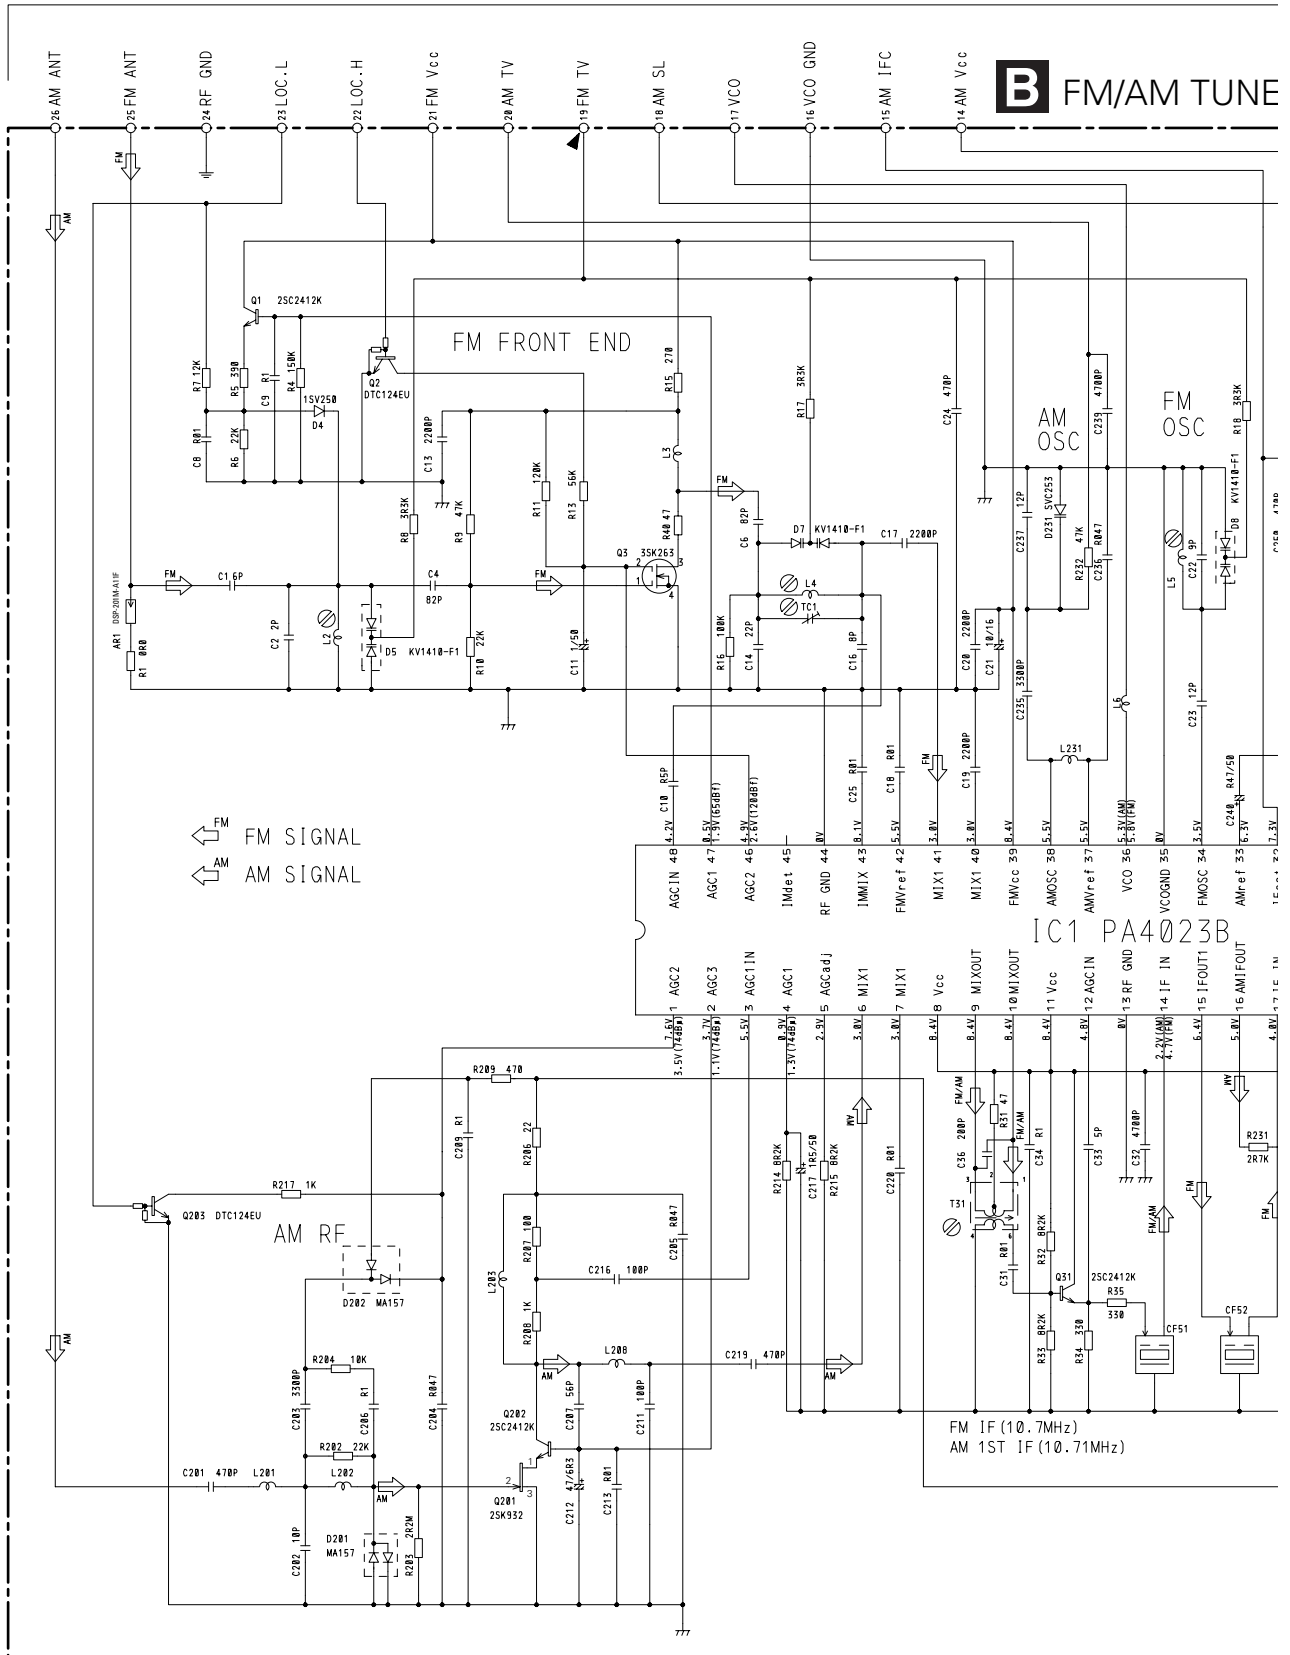 26 AM ANT
25 FM ANT
24 RF GND
23 LOC.L
22 LOC.H
21 FM Vcc
20 AM TV
19 FM TV
18 AM SL
17 VCO
16 VCO GND
15 AM IFC
14 AM Vcc
B FM/AM TUNE
FM
AM
Q1 2SC2412K
FM FRONT END
R7 12K
R5 390
C9 R1
R4 150K
1SV250
D4
Q2
DTC124EU
C8 R01
R6 22K
C13 2200P
R8 3R3K
R9 47K
R11 120K
R13 56K
R15 270
L3
R40 47
FM
C6 82P
R17 3R3K
D7 KV1410-F1
C17 2200P
C24 470P
AM
OSC
C239 4700P
FM
OSC
R18 3R3K
C237 12P
D231 SVC253
R232 47K
C236 R047
L5
C22 9P
D8 KV1410-F1
Q3 3SK263
2
1
3
4
FM
C1 6P
C4
82P
FM
AR1 DSP-201M-A11F
R1 0R0
C2 2P
L2
D5 KV1410-F1
R10 22K
C11 1/50
R16 100K
C14 22P
L4
TC1
C16 8P
C20 2200P
C21 10/16
C235 3300P
L6
C23 12P
L231
C10 R5P
C25 R01
C18 R01
FM
C19 2200P
C240 R47/50
FM FM SIGNAL
AM AM SIGNAL
4.2V
0.5V
1.9V(65dBf)
4.9V
2.6V(120dBf)
0V
8.1V
5.5V
3.0V
3.0V
8.4V
5.5V
5.5V
5.3V(AM)
5.8V(FM)
0V
3.5V
6.3V
7.3V
AGCIN 48
AGC1 47
AGC2 46
IMdet 45
RF GND 44
IMMIX 43
FMVref 42
MIX1 41
MIX1 40
FMVcc 39
AMOSC 38
AMVref 37
VCO 36
VCOGND 35
FMOSC 34
AMref 33
IC1 PA4023B
1 AGC2
2 AGC3
3 AGC1IN
4 AGC1
5 AGCadj
6 MIX1
7 MIX1
8 Vcc
9 MIXOUT
10 MIXOUT
11 Vcc
12 AGCIN
13 RF GND
14 IF IN
15 IFOUT1
16 AMIFOUT
17 IF IN
7.6V
3.5V(74dBμ)
3.7V
1.1V(74dBμ)
5.5V
0.9V
1.3V(74dBμ)
2.9V
3.0V
3.0V
8.4V
8.4V
8.4V
8.4V
4.8V
0V
2.2V(AM)
4.7V(FM)
6.4V
5.0V
4.0V
R209 470
C209 R1
R206 22
AM
R214 8R2K
C217 1R5/50
R215 8R2K
C220 R01
FM/AM
C36 200P
R31 47
FM/AM
C34 R1
C33 5P
C32 4700P
AM
R231
2R7K
R217 1K
Q203 DTC124EU
AM RF
D202 MA157
L203
R207 100
C216 100P
C205 R047
R208 1K
3
2
1
T31
4
6
C31 R01
R32 8R2K
Q31 2SC2412K
R35
330
FM/AM
FM
FM
CF51
CF52
AM
R204 10K
C203 3300P
C206 R1
C204 R047
R202 22K
C201 470P
L201
L202
AM
AM
C207 56P
L208
C211 100P
C219 470P
AM
R33 8R2K
R34 330
Q202
2SC2412K
1
2
3
Q201
2SK932
C212 47/6R3
C213 R01
C202 10P
D201
MA157
R203 2R2M
FM IF(10.7MHz)
AM 1ST IF(10.71MHz)